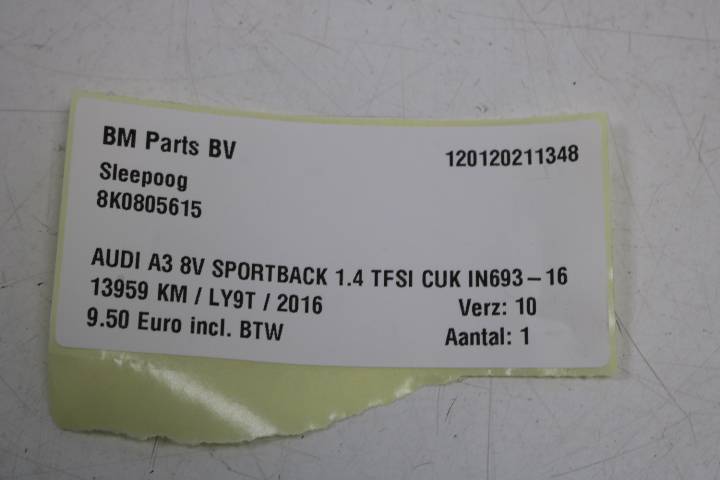 BM Parts BV
120120211348
Sleepoog
8K0805615
AUDI A3 8V SPORTBACK 1.4 TFSI CUK IN693-16
13959 KM / LY9T / 2016
Verz: 10
9.50 Euro incl. BTW
Aantal: 1